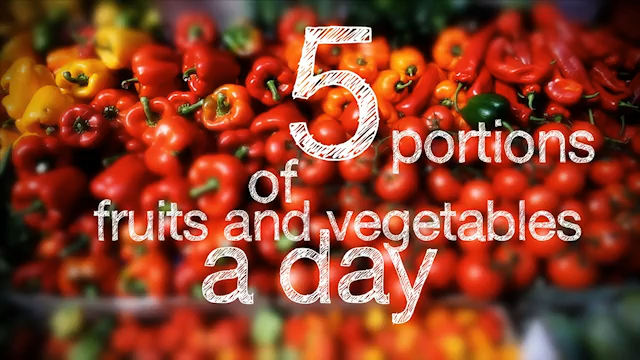 5 portions
of
fruits and vegetables
a day